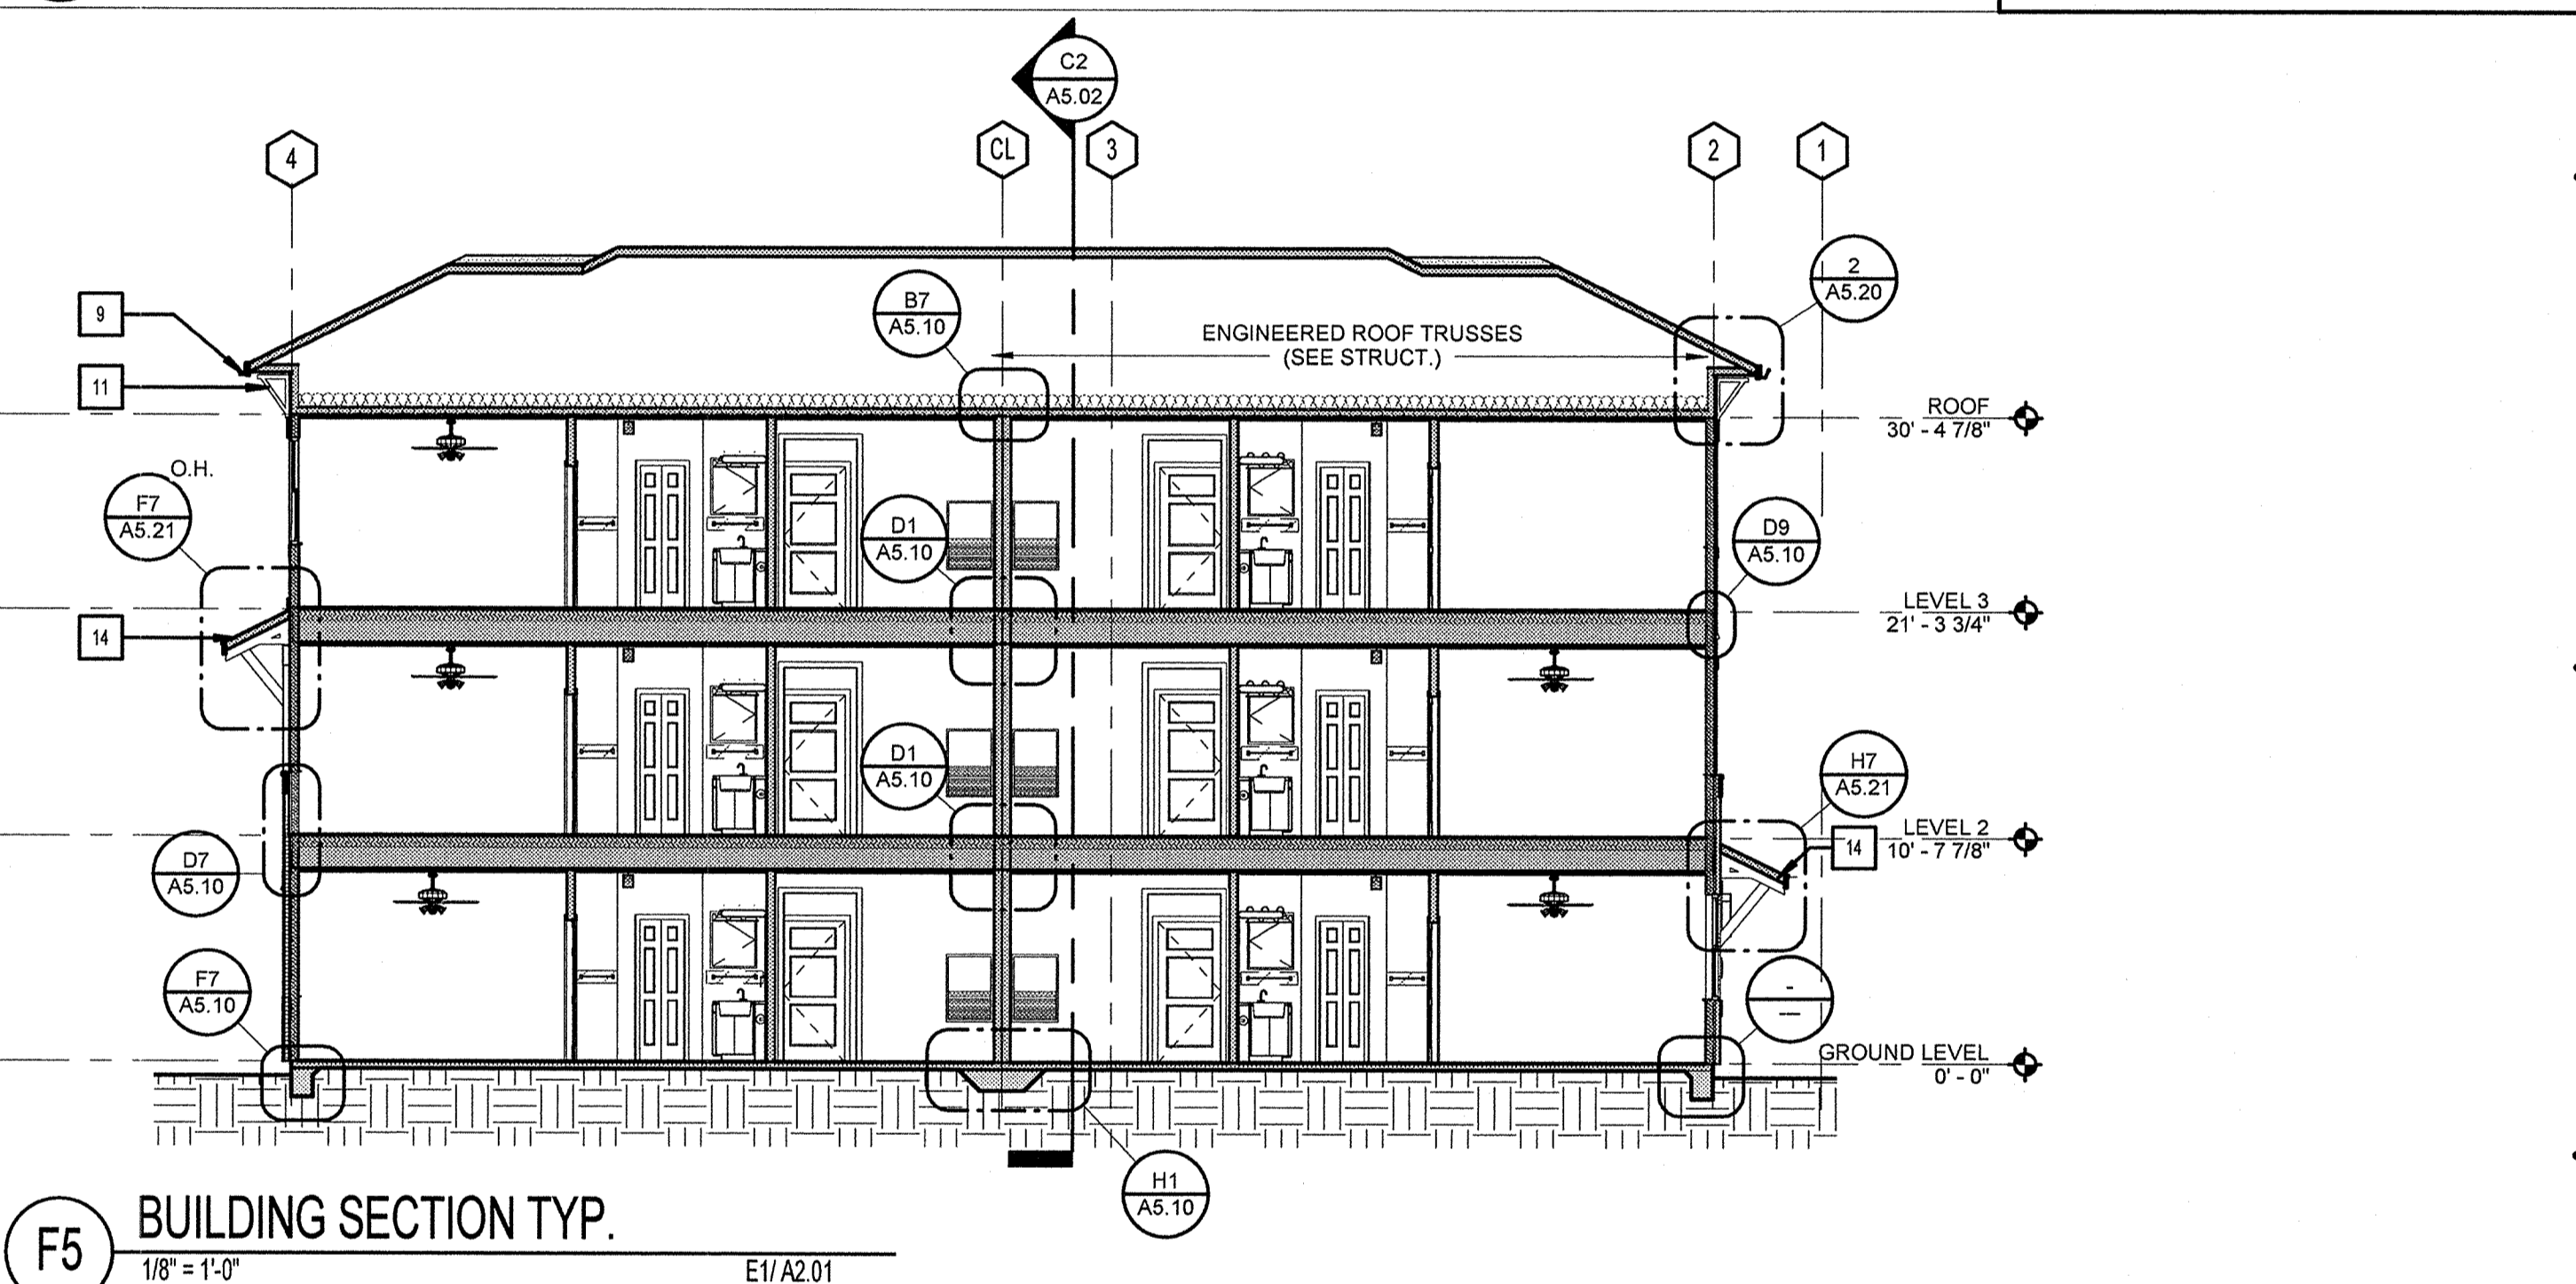 C2
A5.02
4
CL
3
2
1
2
A5.20
9
B7
A5.10
ENGINEERED ROOF TRUSSES
(SEE STRUCT.)
11
ROOF
30' - 4 7/8"
O.H.
F7
A5.21
D1
A5.10
D9
A5.10
LEVEL 3
21' - 3 3/4"
14
D1
A5.10
H7
A5.21
LEVEL 2
10' - 7 7/8"
14
D7
A5.10
F7
A5.10
-
--
GROUND LEVEL
0' - 0"
H1
A5.10
F5
BUILDING SECTION TYP.
1/8" = 1'-0"
E1/ A2.01